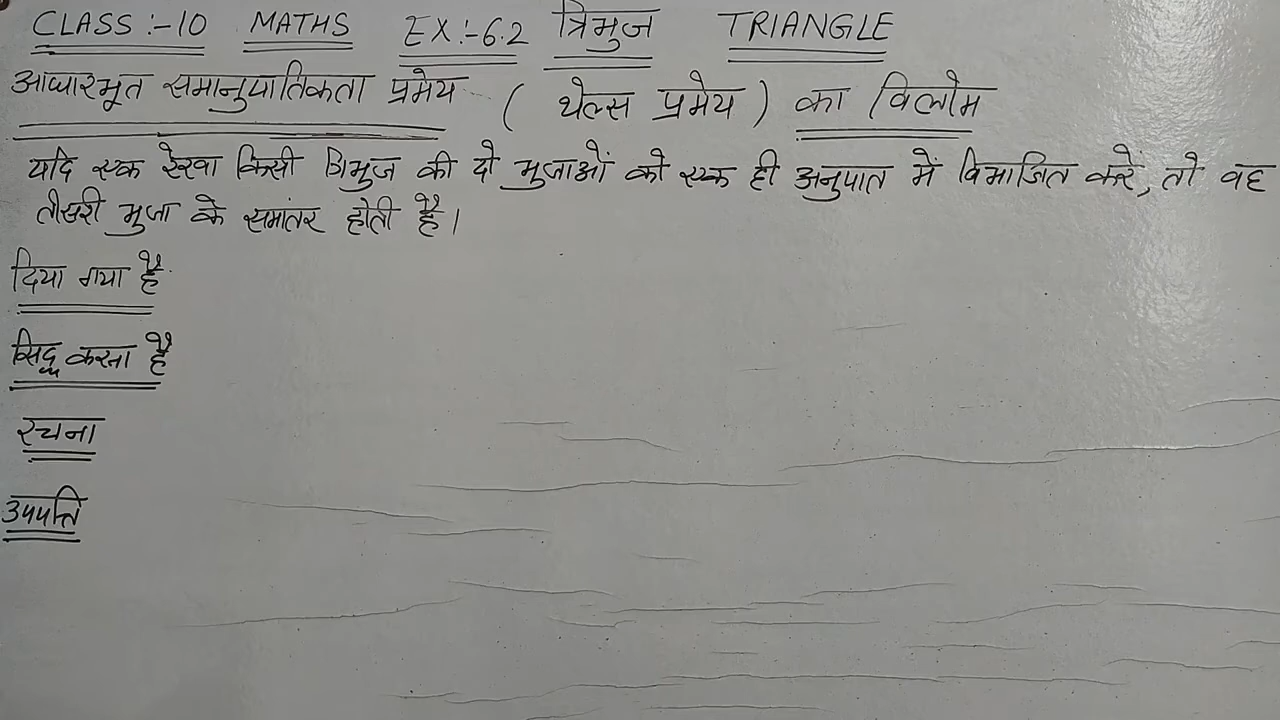 CLASS :-10 MATHS EX:-6.2 त्रिभुज TRIANGLE
आधारभूत समानुपातिकता प्रमेय ( थेल्स प्रमेय ) का विलोम
यदि एक रेखा किसी त्रिभुज की दो भुजाओं को एक ही अनुपात में विभाजित करें, तो वह
तीसरी भुजा के समांतर होती है।
दिया गया है
सिद्ध करना है
रचना
उपपत्ति